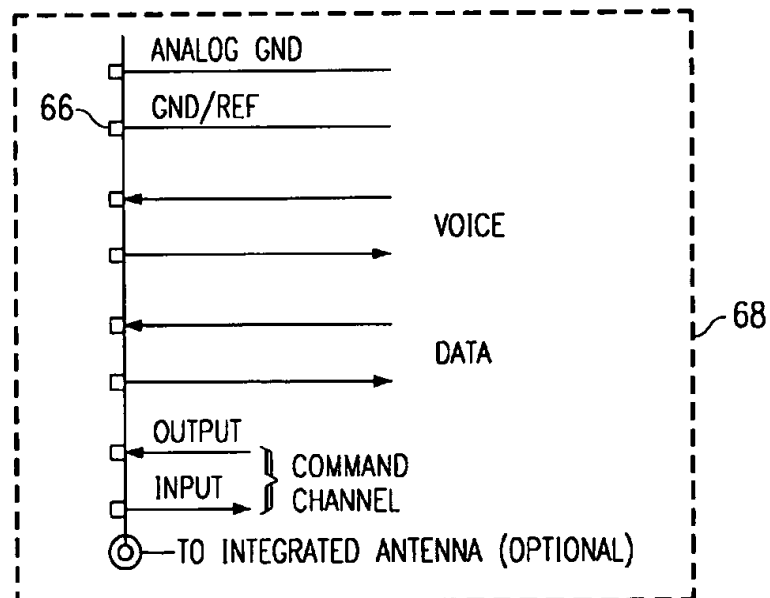 ANALOG GND
66
GND/REF
VOICE
68
DATA
OUTPUT
COMMAND
CHANNEL
INPUT
TO INTEGRATED ANTENNA (OPTIONAL)